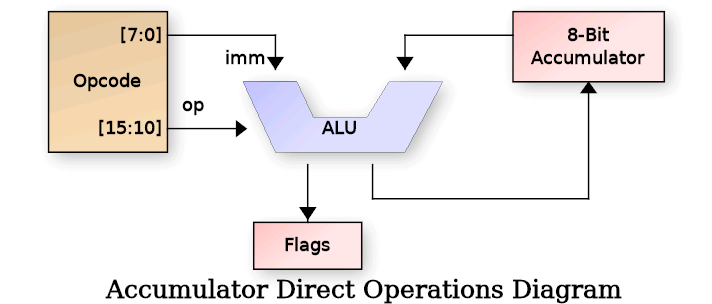 [7:0]
8-Bit
Accumulator
imm
Opcode
op
[15:10]
ALU
Flags
Accumulator Direct Operations Diagram